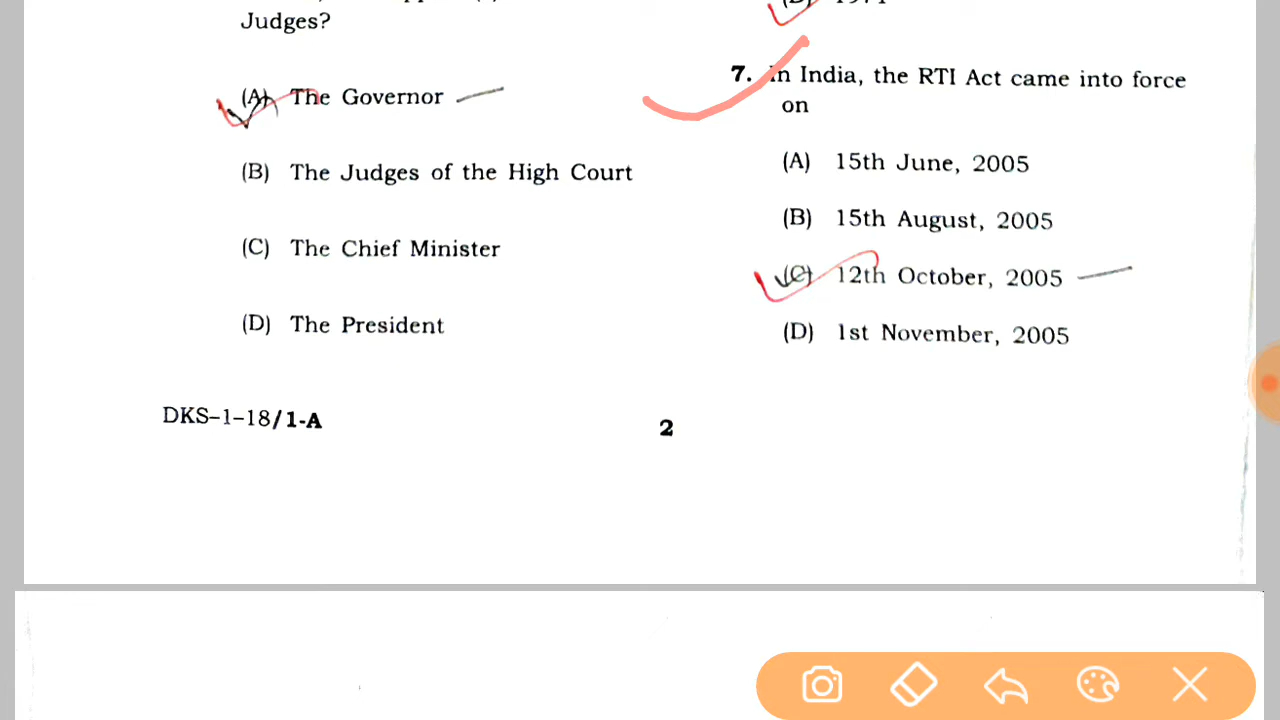 Judges?
(A) The Governor
(B) The Judges of the High Court
(C) The Chief Minister
(D) The President
7. In India, the RTI Act came into force
on
(A) 15th June, 2005
(B) 15th August, 2005
(C) 12th October, 2005
(D) 1st November, 2005
DKS-1-18/1-A
2